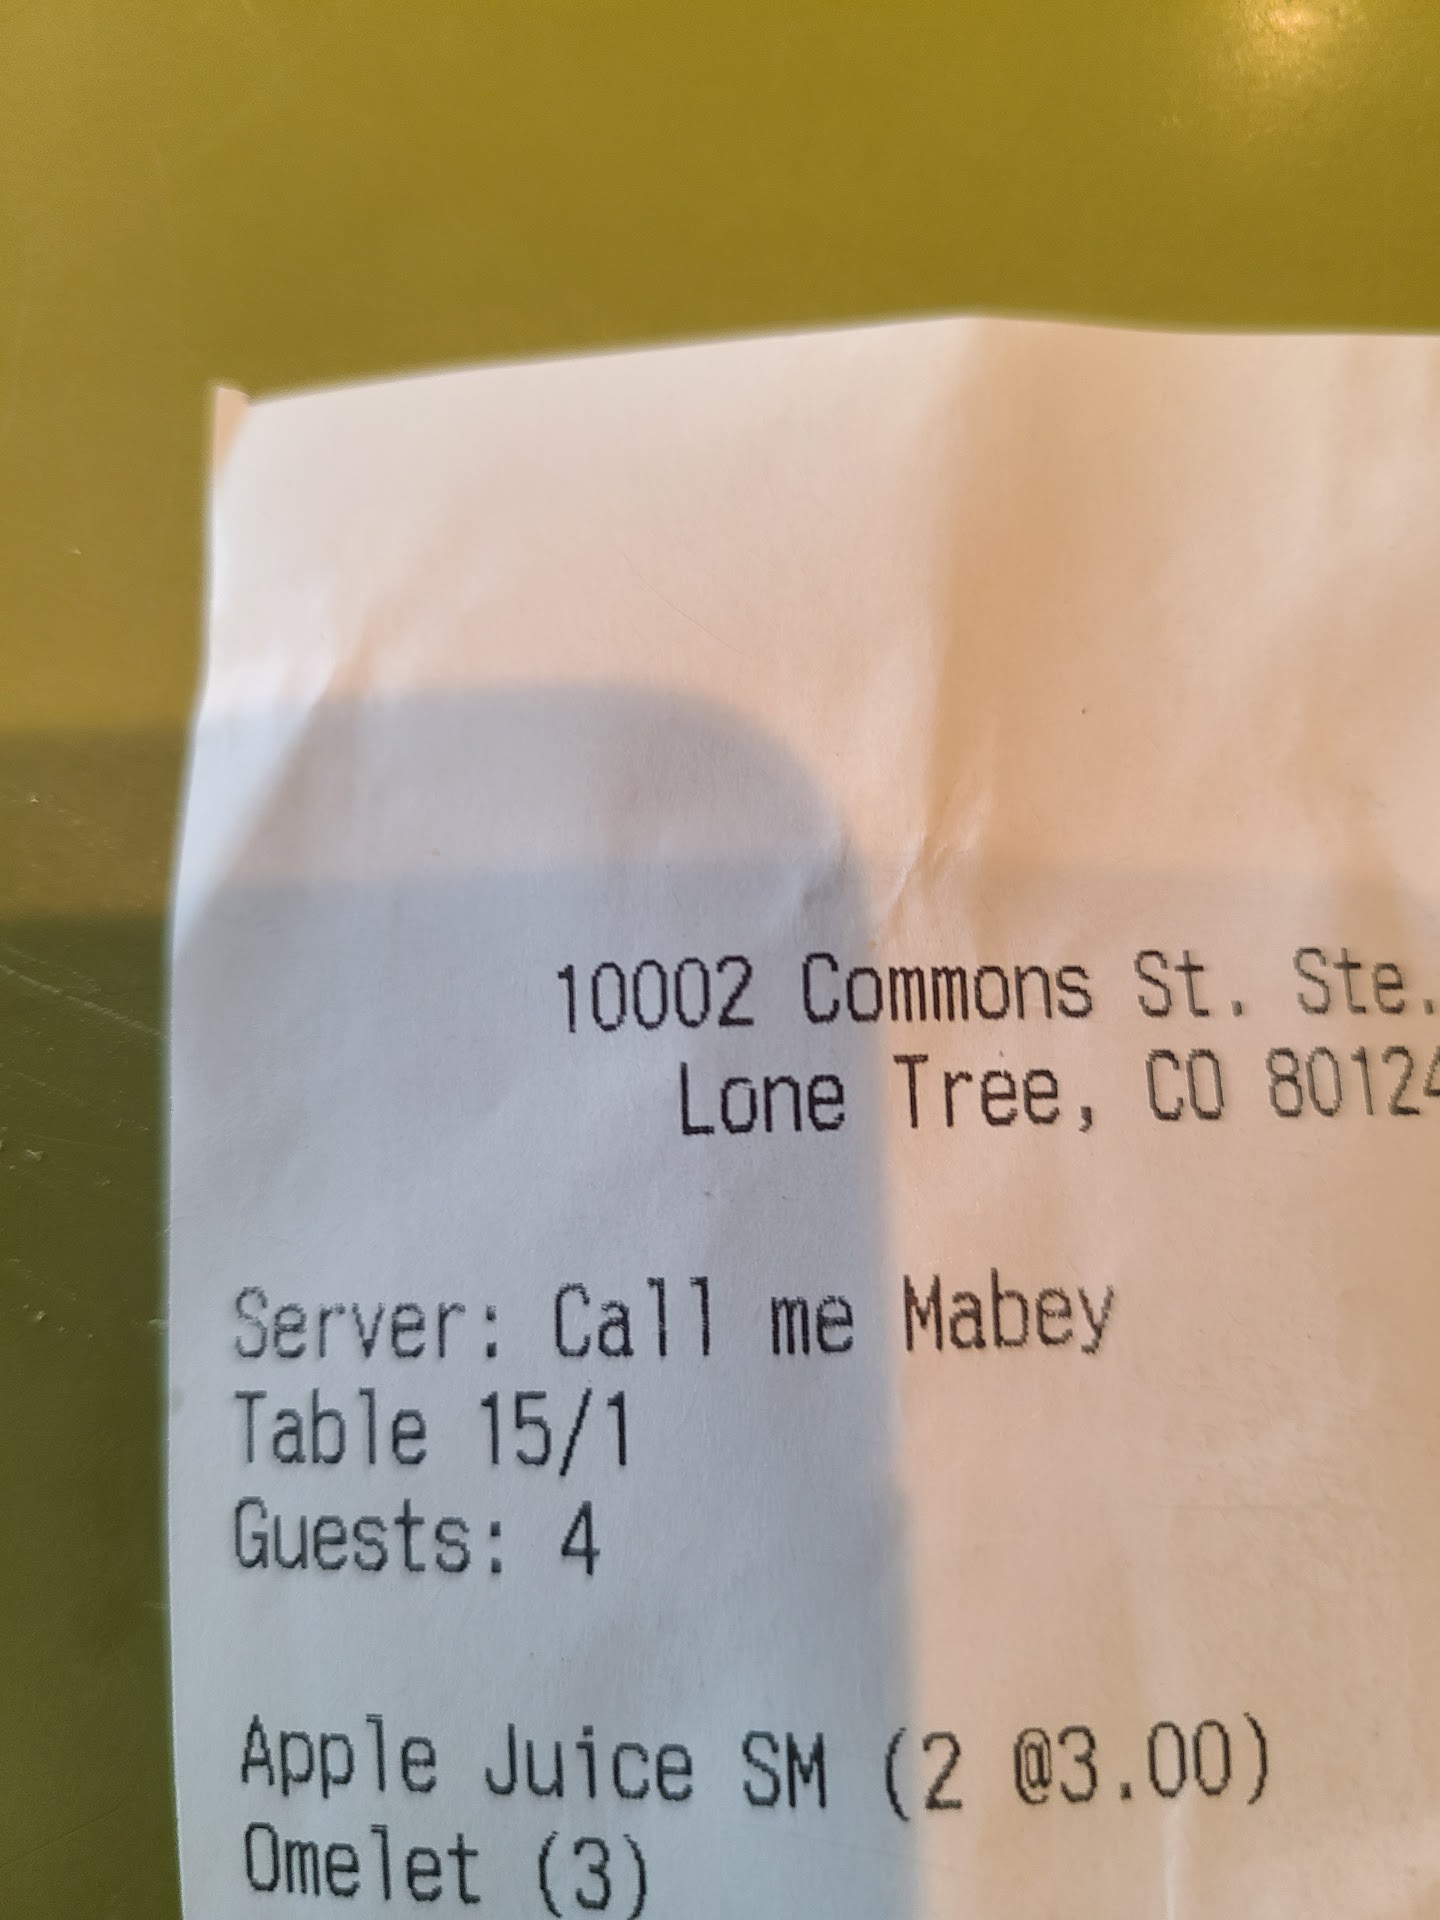 10002 Commons St. Ste.
Lone Tree, CO 80124
Server: Call me Mabey
Table 15/1
Guests: 4
Apple Juice SM (2 @3.00)
Omelet (3)